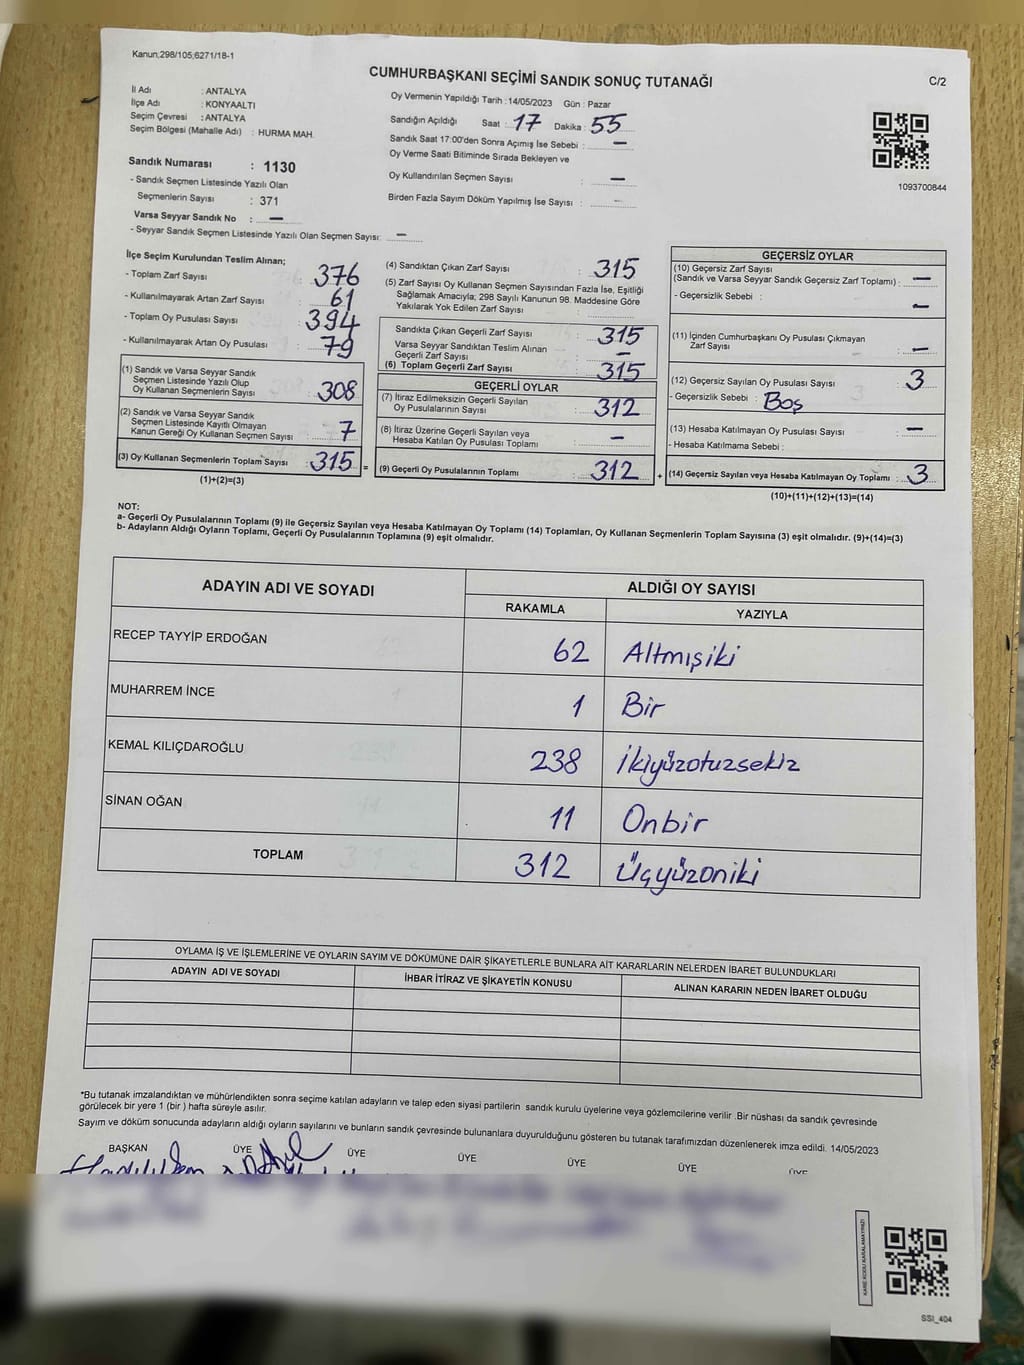 Kanun;298/105;6271/18-1
CUMHURBAŞKANI SEÇİMİ SANDIK SONUÇ TUTANAĞI
C/2
İl Adı : ANTALYA
İlçe Adı : KONYAALTI
Seçim Çevresi : ANTALYA
Seçim Bölgesi (Mahalle Adı) : HURMA MAH.
Sandık Numarası : 1130
- Sandık Seçmen Listesinde Yazılı Olan
Seçmenlerin Sayısı : 371
Varsa Seyyar Sandık No : —
- Seyyar Sandık Seçmen Listesinde Yazılı Olan Seçmen Sayısı: —
Oy Vermenin Yapıldığı Tarih : 14/05/2023 Gün : Pazar
Sandığın Açıldığı Saat : 17 Dakika : 55
Sandık Saat 17:00'den Sonra Açımış İse Sebebi : —
Oy Verme Saati Bitiminde Sırada Bekleyen ve
Oy Kullandırılan Seçmen Sayısı : —
Birden Fazla Sayım Döküm Yapılmış İse Sayısı : —
1093700844
İlçe Seçim Kurulundan Teslim Alınan;
- Toplam Zarf Sayısı : 376
- Kullanılmayarak Artan Zarf Sayısı : 61
- Toplam Oy Pusulası Sayısı : 394
- Kullanılmayarak Artan Oy Pusulası : 79
(1) Sandık ve Varsa Seyyar Sandık
Seçmen Listesinde Yazılı Olup
Oy Kullanan Seçmenlerin Sayısı : 308
(2) Sandık ve Varsa Seyyar Sandık
Seçmen Listesinde Kayıtlı Olmayan
Kanun Gereği Oy Kullanan Seçmen Sayısı : 7
(3) Oy Kullanan Seçmenlerin Toplam Sayısı : 315 =
(1)+(2)=(3)
(4) Sandıktan Çıkan Zarf Sayısı : 315
(5) Zarf Sayısı Oy Kullanan Seçmen Sayısından Fazla İse, Eşitliği
Sağlamak Amacıyla; 298 Sayılı Kanunun 98. Maddesine Göre
Yakılarak Yok Edilen Zarf Sayısı :
Sandıkta Çıkan Geçerli Zarf Sayısı : 315
Varsa Seyyar Sandıktan Teslim Alınan
Geçerli Zarf Sayısı : —
(6) Toplam Geçerli Zarf Sayısı : 315
GEÇERLİ OYLAR
(7) İtiraz Edilmeksizin Geçerli Sayılan
Oy Pusulalarının Sayısı : 312
(8) İtiraz Üzerine Geçerli Sayılan veya
Hesaba Katılan Oy Pusulası Toplamı : —
(9) Geçerli Oy Pusulalarının Toplamı : 312 +
GEÇERSİZ OYLAR
(10) Geçersiz Zarf Sayısı
(Sandık ve Varsa Seyyar Sandık Geçersiz Zarf Toplamı) : —
- Geçersizlik Sebebi : —
(11) İçinden Cumhurbaşkanı Oy Pusulası Çıkmayan
Zarf Sayısı : —
(12) Geçersiz Sayılan Oy Pusulası Sayısı : 3
- Geçersizlik Sebebi : Boş
(13) Hesaba Katılmayan Oy Pusulası Sayısı : —
- Hesaba Katılmama Sebebi :
(14) Geçersiz Sayılan veya Hesaba Katılmayan Oy Toplamı : 3
(10)+(11)+(12)+(13)=(14)
NOT:
a- Geçerli Oy Pusulalarının Toplamı (9) ile Geçersiz Sayılan veya Hesaba Katılmayan Oy Toplamı (14) Toplamları, Oy Kullanan Seçmenlerin Toplam Sayısına (3) eşit olmalıdır. (9)+(14)=(3)
b- Adayların Aldığı Oyların Toplamı, Geçerli Oy Pusulalarının Toplamına (9) eşit olmalıdır.
ADAYIN ADI VE SOYADI ALDIĞI OY SAYISI
RAKAMLA YAZIYLA
RECEP TAYYİP ERDOĞAN 62 Altmışiki
MUHARREM İNCE 1 Bir
KEMAL KILIÇDAROĞLU 238 İkiyüzotuzsekiz
SİNAN OĞAN 11 Onbir
TOPLAM 312 Üçyüzoniki
OYLAMA İŞ VE İŞLEMLERİNE VE OYLARIN SAYIM VE DÖKÜMÜNE DAİR ŞİKAYETLERLE BUNLARA AİT KARARLARIN NELERDEN İBARET BULUNDUKLARI
ADAYIN ADI VE SOYADI İHBAR İTİRAZ VE ŞİKAYETİN KONUSU ALINAN KARARIN NEDEN İBARET OLDUĞU
*Bu tutanak imzalandıktan ve mühürlendikten sonra seçime katılan adayların ve talep eden siyasi partilerin sandık kurulu üyelerine veya gözlemcilerine verilir .Bir nüshası da sandık çevresinde
görülecek bir yere 1 (bir ) hafta süreyle asılır.
Sayım ve döküm sonucunda adayların aldığı oyların sayılarını ve bunların sandık çevresinde bulunanlara duyurulduğunu gösteren bu tutanak tarafımızdan düzenlenerek imza edildi. 14/05/2023
BAŞKAN ÜYE ÜYE ÜYE ÜYE ÜYE ÜYE
KARE KODU KARALAMAYINIZ!
SSI_404